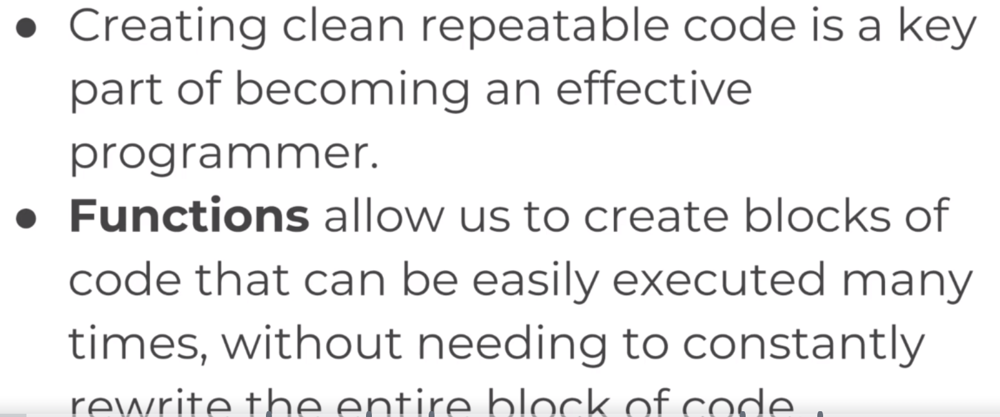 ● Creating clean repeatable code is a key
part of becoming an effective
programmer.
● Functions allow us to create blocks of
code that can be easily executed many
times, without needing to constantly
rewrite the entire block of code